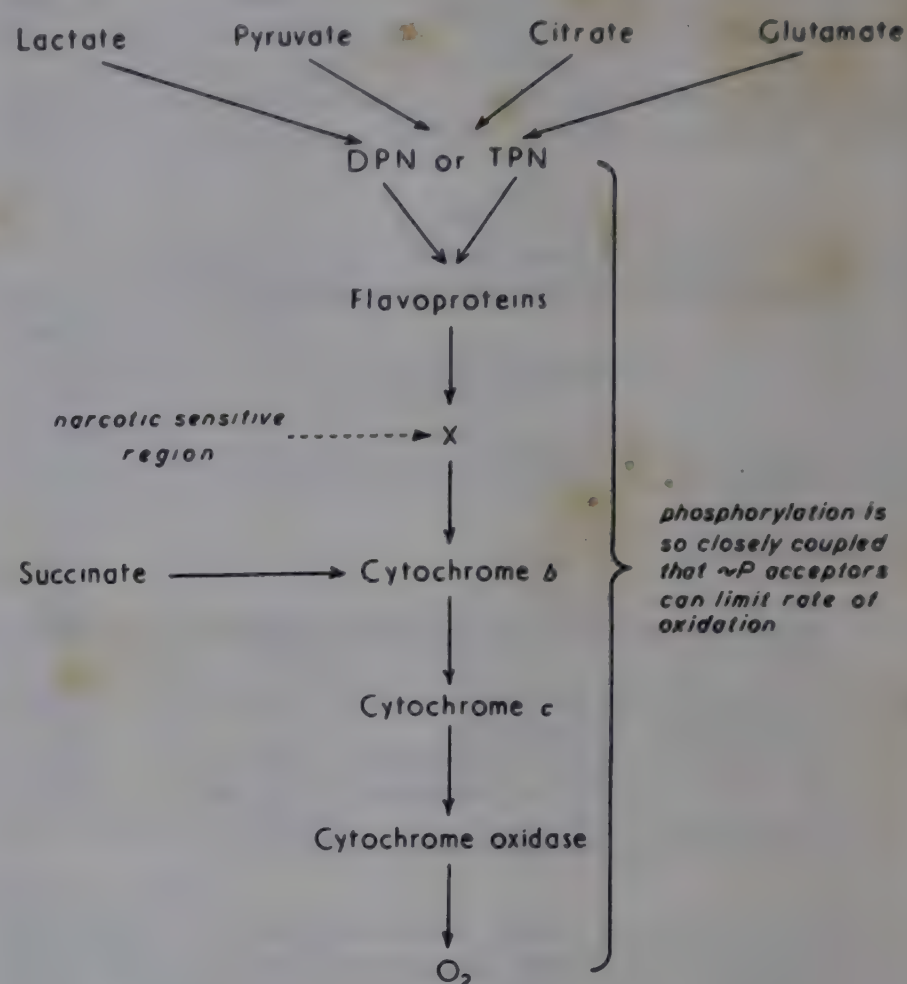 Lactate Pyruvate Citrate Glutamate
DPN or TPN
Flavoproteins
narcotic sensitive
region
X
phosphorylation is
so closely coupled
that ~P acceptors
can limit rate of
oxidation
Succinate
Cytochrome b
Cytochrome c
Cytochrome oxidase
O₂